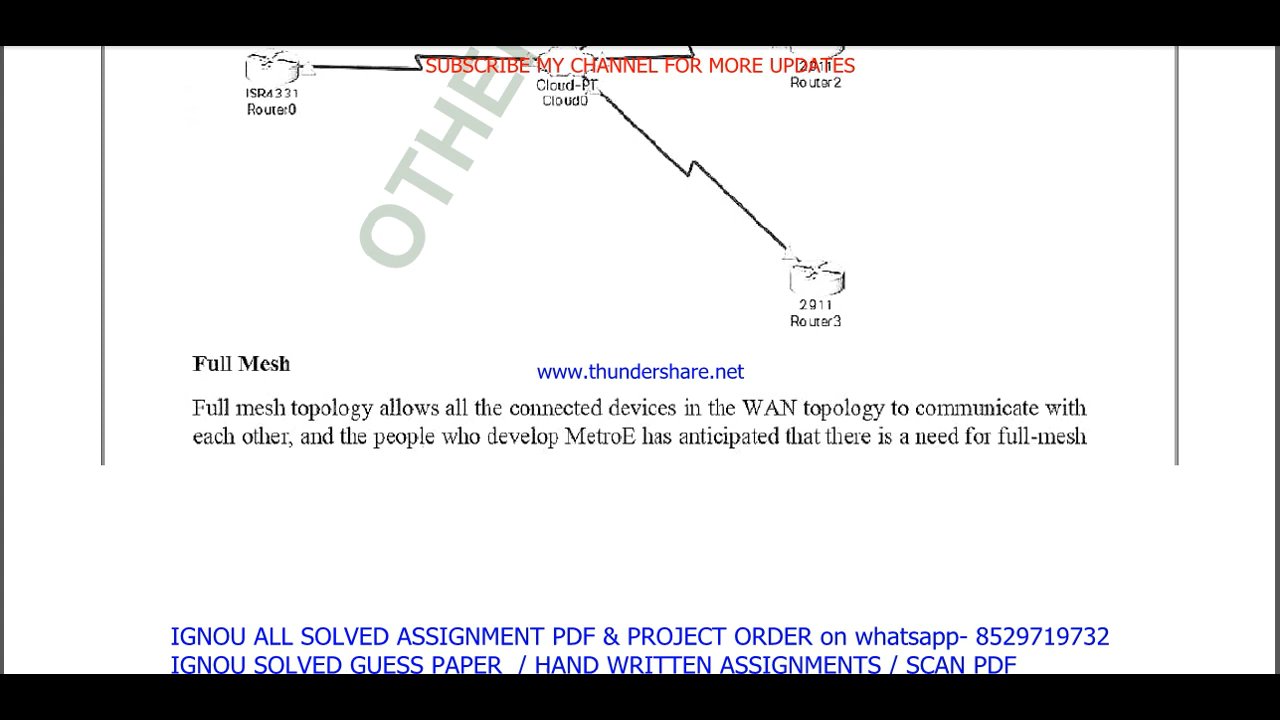 SUBSCRIBE MY CHANNEL FOR MORE UPDATES
ISR4331
Router0
Cloud-PT
Cloud0
2911
Router2
OTHE
2911
Router3
Full Mesh
www.thundershare.net
Full mesh topology allows all the connected devices in the WAN topology to communicate with
each other, and the people who develop MetroE has anticipated that there is a need for full-mesh
IGNOU ALL SOLVED ASSIGNMENT PDF & PROJECT ORDER on whatsapp- 8529719732
IGNOU SOLVED GUESS PAPER / HAND WRITTEN ASSIGNMENTS / SCAN PDF